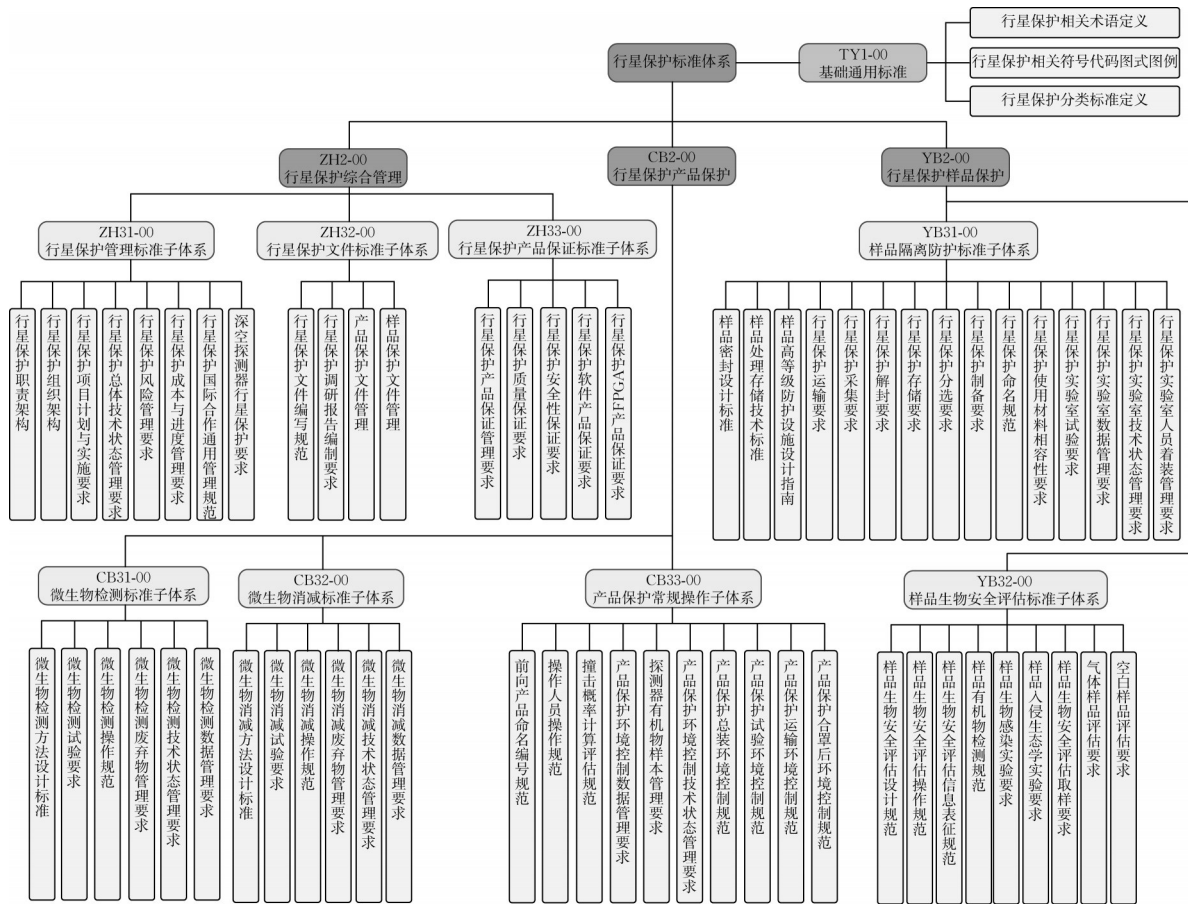 行星保护标准体系
TY1-00
基础通用标准
行星保护相关术语定义
行星保护相关符号代码图式图例
行星保护分类标准定义
ZH2-00
行星保护综合管理
CB2-00
行星保护产品保护
YB2-00
行星保护样品保护
ZH31-00
行星保护管理标准子体系
ZH32-00
行星保护文件标准子体系
ZH33-00
行星保护产品保证标准子体系
YB31-00
样品隔离防护标准子体系
行星保护职责架构
行星保护组织架构
行星保护项目计划与实施要求
行星保护总体技术状态管理要求
行星保护风险管理要求
行星保护成本与进度管理要求
行星保护国际合作通用管理规范
深空探测器行星保护要求
行星保护文件编写规范
行星保护调研报告编制要求
产品保护文件管理
样品保护文件管理
行星保护产品保证管理要求
行星保护质量保证要求
行星保护安全性保证要求
行星保护软件产品保证要求
行星保护产FPGA产品保证要求
样品密封设计标准
样品处理存储技术标准
样品高等级防护设施设计指南
行星保护运输要求
行星保护采集要求
行星保护解封要求
行星保护存储要求
行星保护分选要求
行星保护制备要求
行星保护命名规范
行星保护使用材料相容性要求
行星保护实验室试验要求
行星保护实验室数据管理要求
行星保护实验室技术状态管理要求
行星保护实验室人员着装管理要求
CB31-00
微生物检测标准子体系
CB32-00
微生物消减标准子体系
CB33-00
产品保护常规操作子体系
YB32-00
样品生物安全评估标准子体系
微生物检测方法设计标准
微生物检测试验要求
微生物检测操作规范
微生物检测废弃物管理要求
微生物检测技术状态管理要求
微生物检测数据管理要求
微生物消减方法设计标准
微生物消减试验要求
微生物消减操作规范
微生物消减废弃物管理要求
微生物消减技术状态管理要求
微生物消减数据管理要求
前向产品命名编号规范
操作人员操作规范
撞击概率计算评估规范
产品保护环境控制数据管理要求
探测器有机物样本管理要求
产品保护环境控制技术状态管理要求
产品保护总装环境控制规范
产品保护试验环境控制规范
产品保护运输环境控制规范
产品保护合罩后环境控制规范
样品生物安全评估设计规范
样品生物安全评估操作规范
样品生物安全评估信息表征规范
样品有机物检测规范
样品生物感染实验要求
样品入侵生态学实验要求
样品生物安全评估取样要求
气体样品评估要求
空白样品评估要求